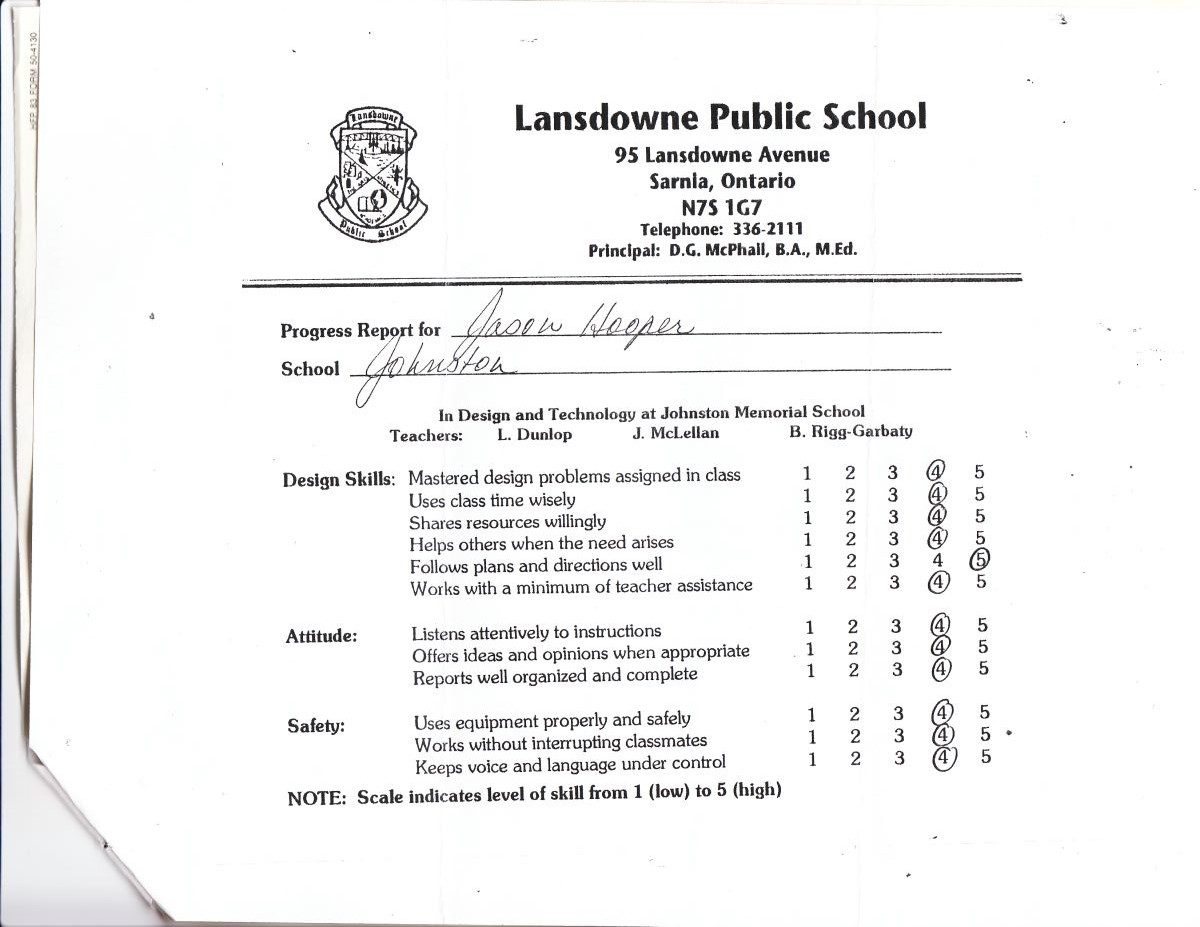 HFP 83 FORM 50-4130
3
Lansdowne
Public School
Lansdowne Public School
95 Lansdowne Avenue
Sarnia, Ontario
N7S 1G7
Telephone: 336-2111
Principal: D.G. McPhail, B.A., M.Ed.
Progress Report for Jason Hooper
School Johnston
In Design and Technology at Johnston Memorial School
Teachers: L. Dunlop J. McLellan B. Rigg-Garbaty
Design Skills: Mastered design problems assigned in class 1 2 3 4 5
Uses class time wisely 1 2 3 4 5
Shares resources willingly 1 2 3 4 5
Helps others when the need arises 1 2 3 4 5
Follows plans and directions well 1 2 3 4 5
Works with a minimum of teacher assistance 1 2 3 4 5
Attitude: Listens attentively to instructions 1 2 3 4 5
Offers ideas and opinions when appropriate 1 2 3 4 5
Reports well organized and complete 1 2 3 4 5
Safety: Uses equipment properly and safely 1 2 3 4 5
Works without interrupting classmates 1 2 3 4 5
Keeps voice and language under control 1 2 3 4 5
NOTE: Scale indicates level of skill from 1 (low) to 5 (high)